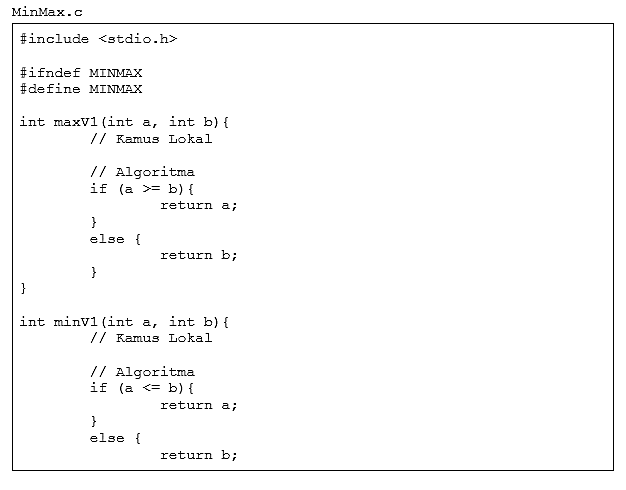 MinMax.c
#include <stdio.h>
#ifndef MINMAX
#define MINMAX
int maxV1(int a, int b){
// Kamus Lokal
// Algoritma
if (a >= b){
return a;
}
else {
return b;
}
}
int minV1(int a, int b){
// Kamus Lokal
// Algoritma
if (a <= b){
return a;
}
else {
return b;